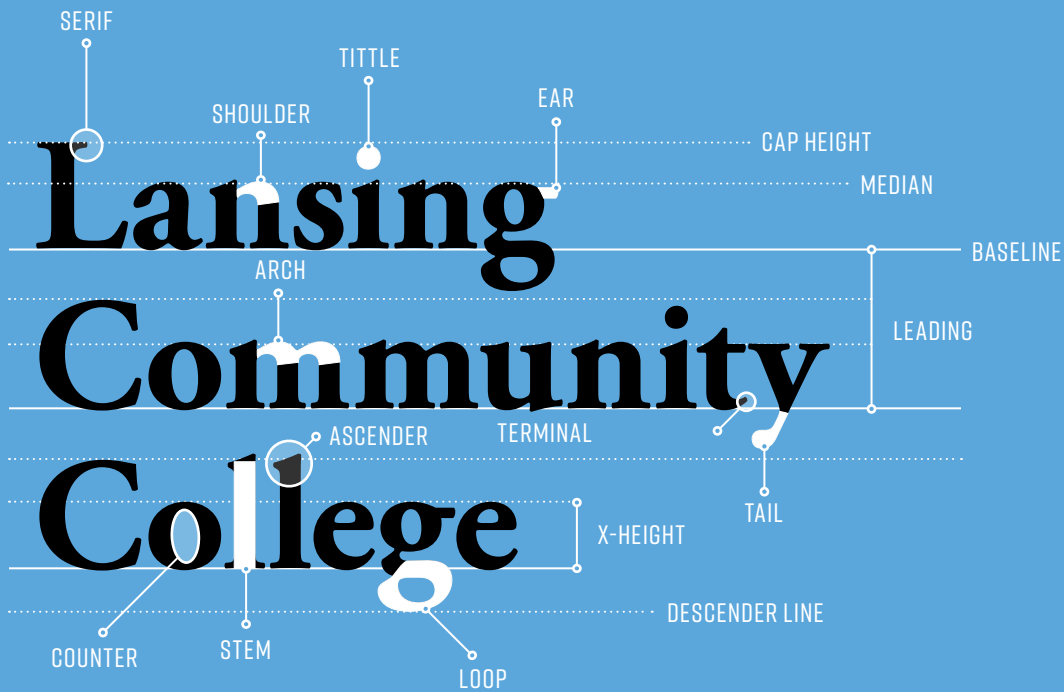 SERIF
TITTLE
EAR
SHOULDER
CAP HEIGHT
MEDIAN
Lansing
BASELINE
ARCH
LEADING
Community
ASCENDER
TERMINAL
TAIL
College
X-HEIGHT
DESCENDER LINE
COUNTER
STEM
LOOP